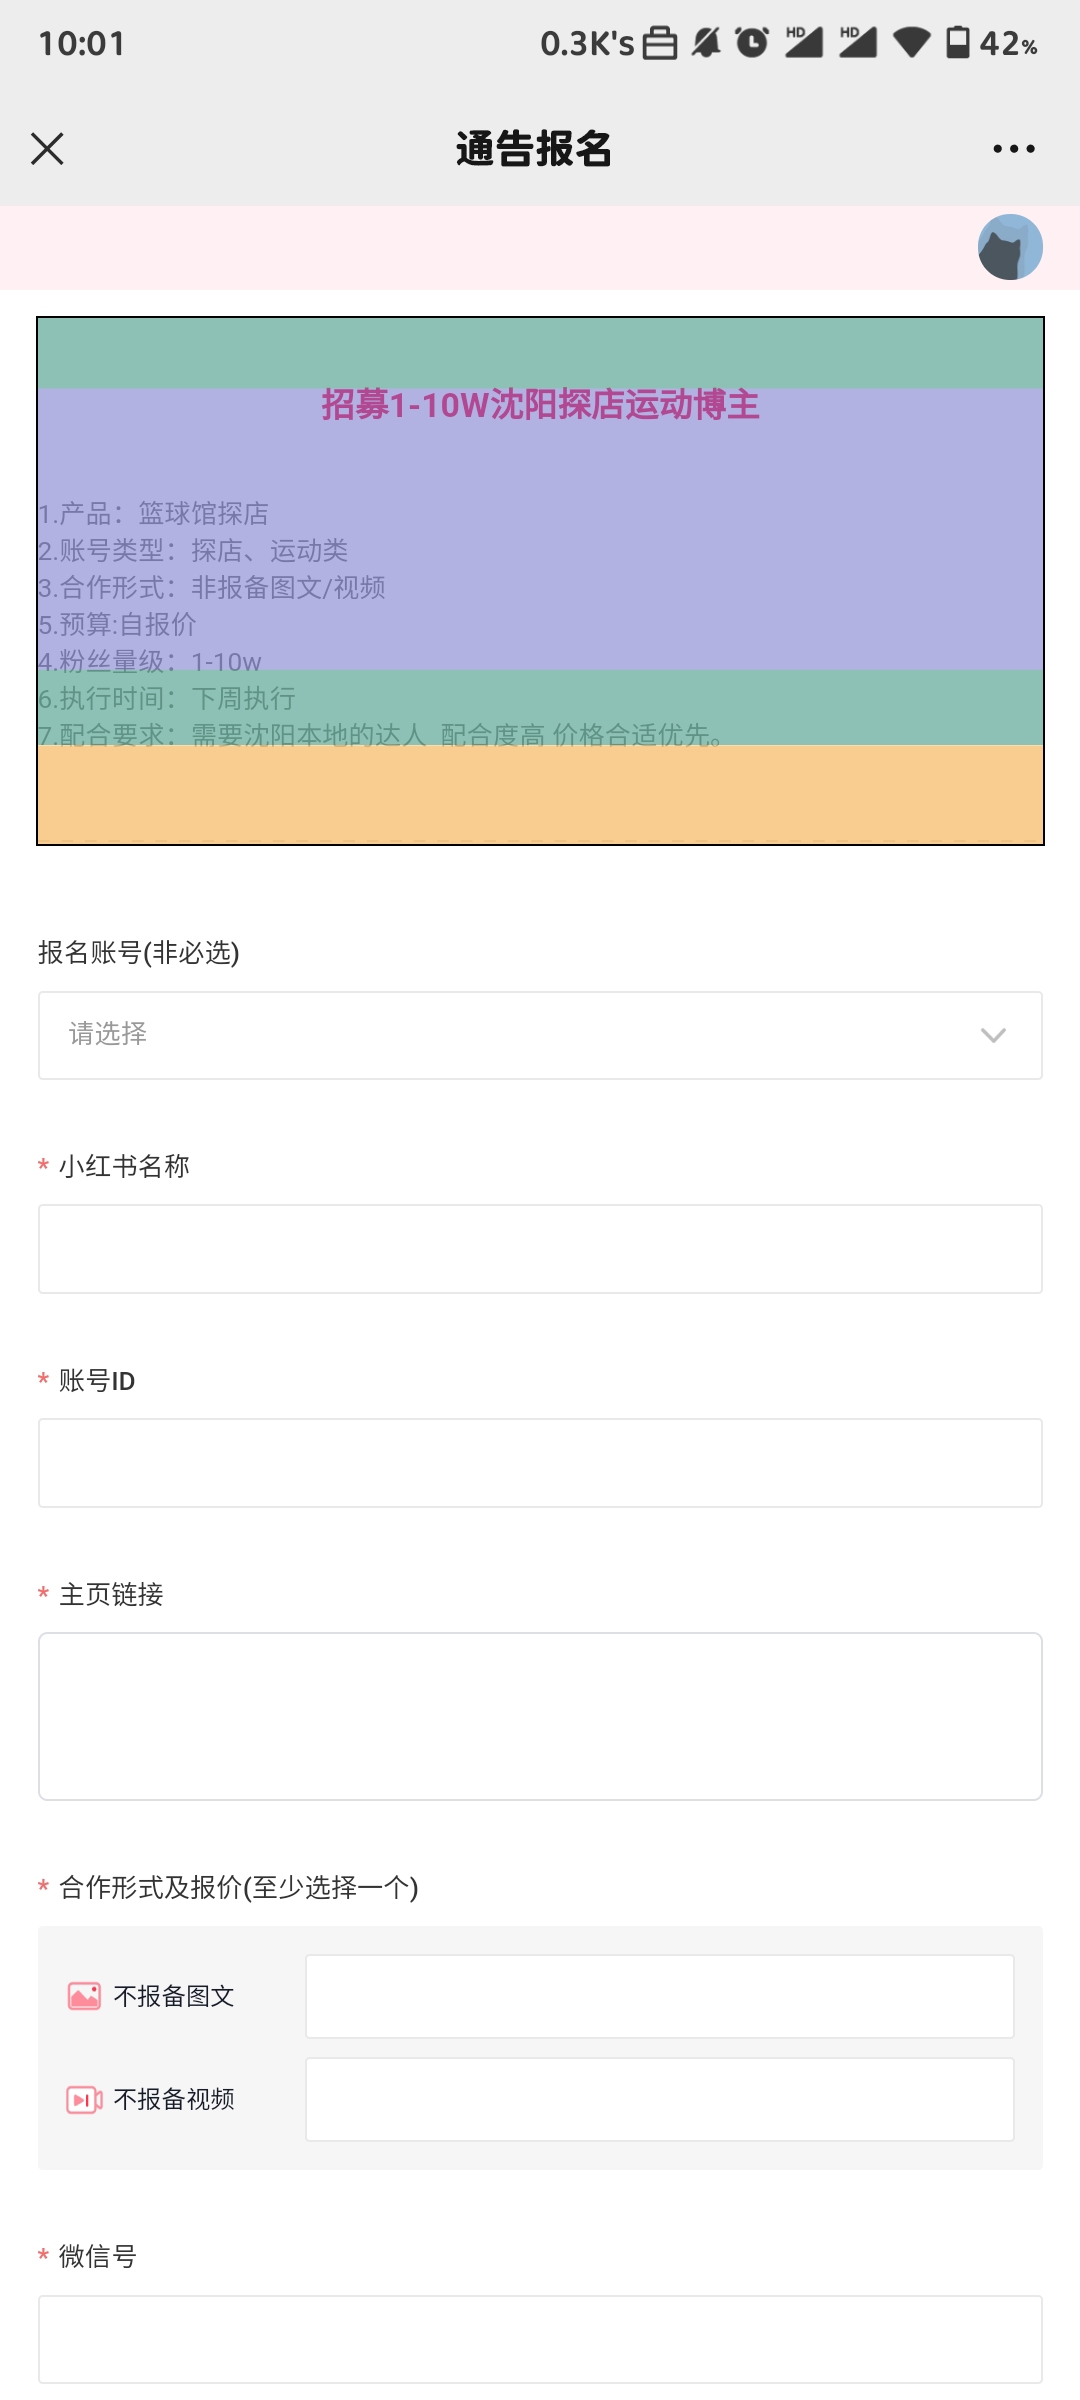 10:01 0.3K's HD HD 42%
通告报名
招募1-10W沈阳探店运动博主
1.产品：篮球馆探店
2.账号类型：探店、运动类
3.合作形式：非报备图文/视频
5.预算:自报价
4.粉丝量级：1-10w
6.执行时间：下周执行
7.配合要求：需要沈阳本地的达人 配合度高 价格合适优先。
报名账号(非必选)
请选择
* 小红书名称
* 账号ID
* 主页链接
* 合作形式及报价(至少选择一个)
不报备图文
不报备视频
* 微信号